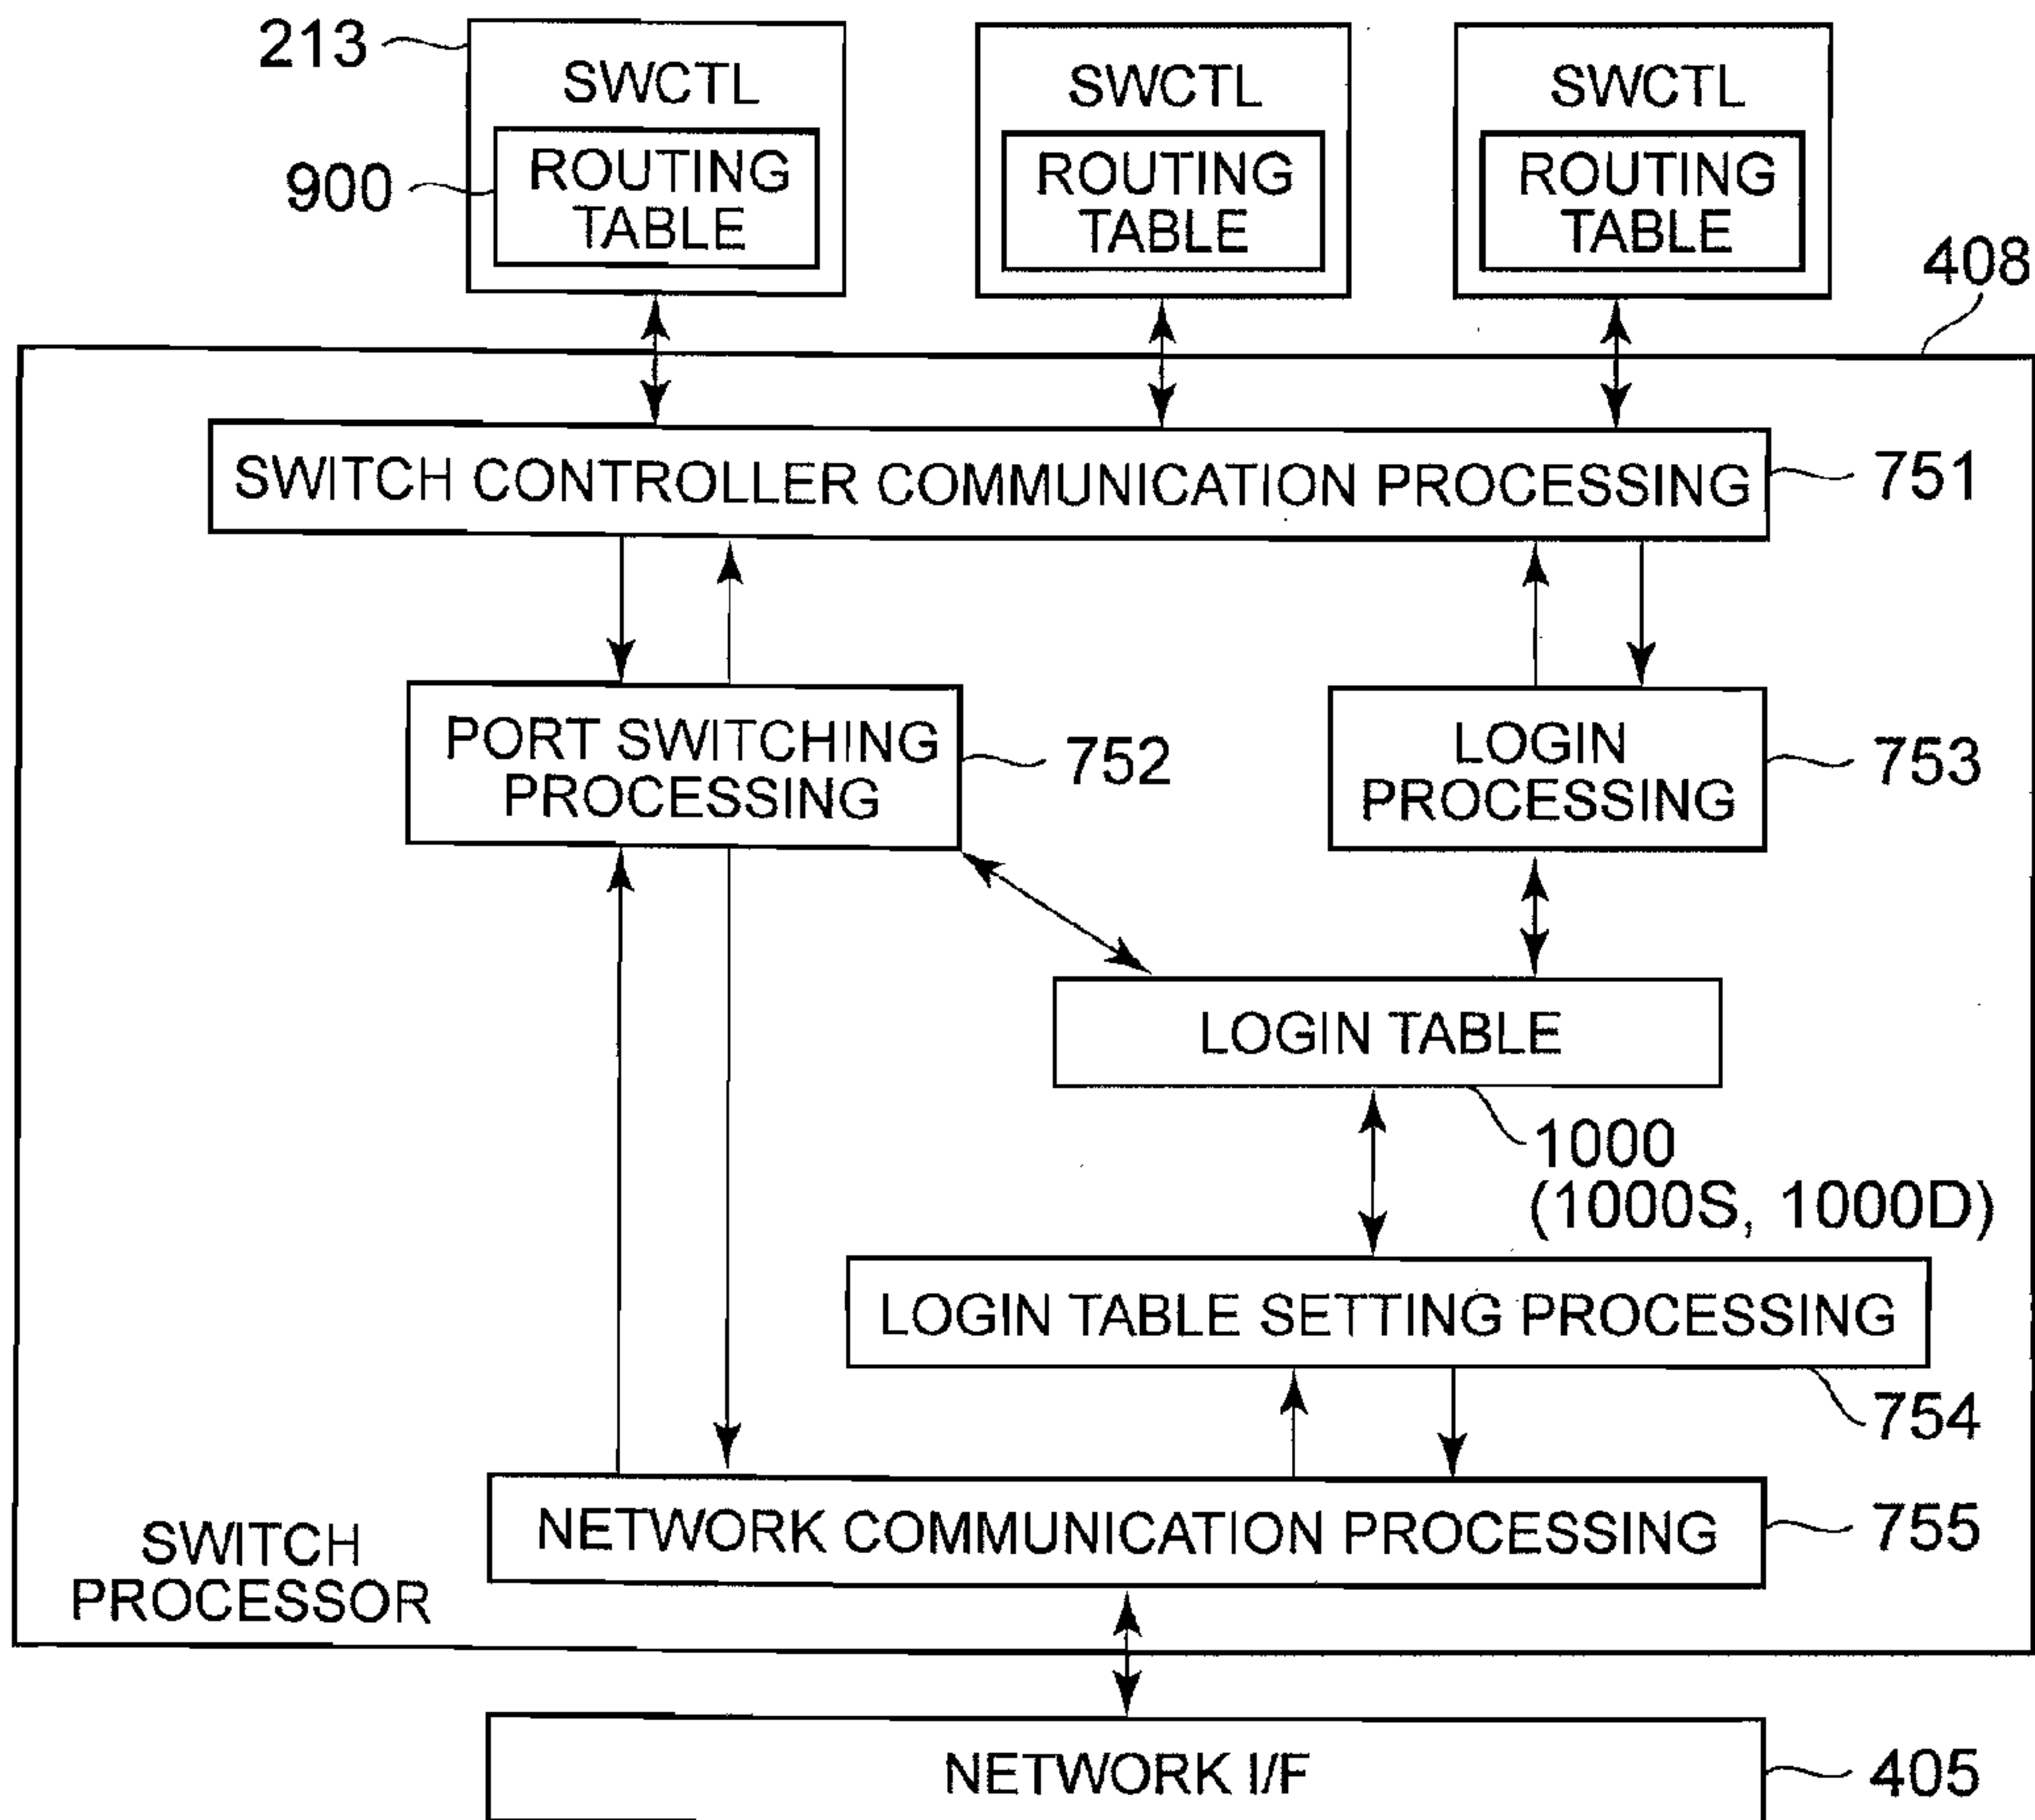 213
SWCTL
ROUTING
TABLE
900
SWCTL
ROUTING
TABLE
SWCTL
ROUTING
TABLE
408
SWITCH CONTROLLER COMMUNICATION PROCESSING
751
PORT SWITCHING
PROCESSING
752
LOGIN
PROCESSING
753
LOGIN TABLE
1000
(1000S, 1000D)
LOGIN TABLE SETTING PROCESSING
754
NETWORK COMMUNICATION PROCESSING
755
SWITCH
PROCESSOR
NETWORK I/F
405